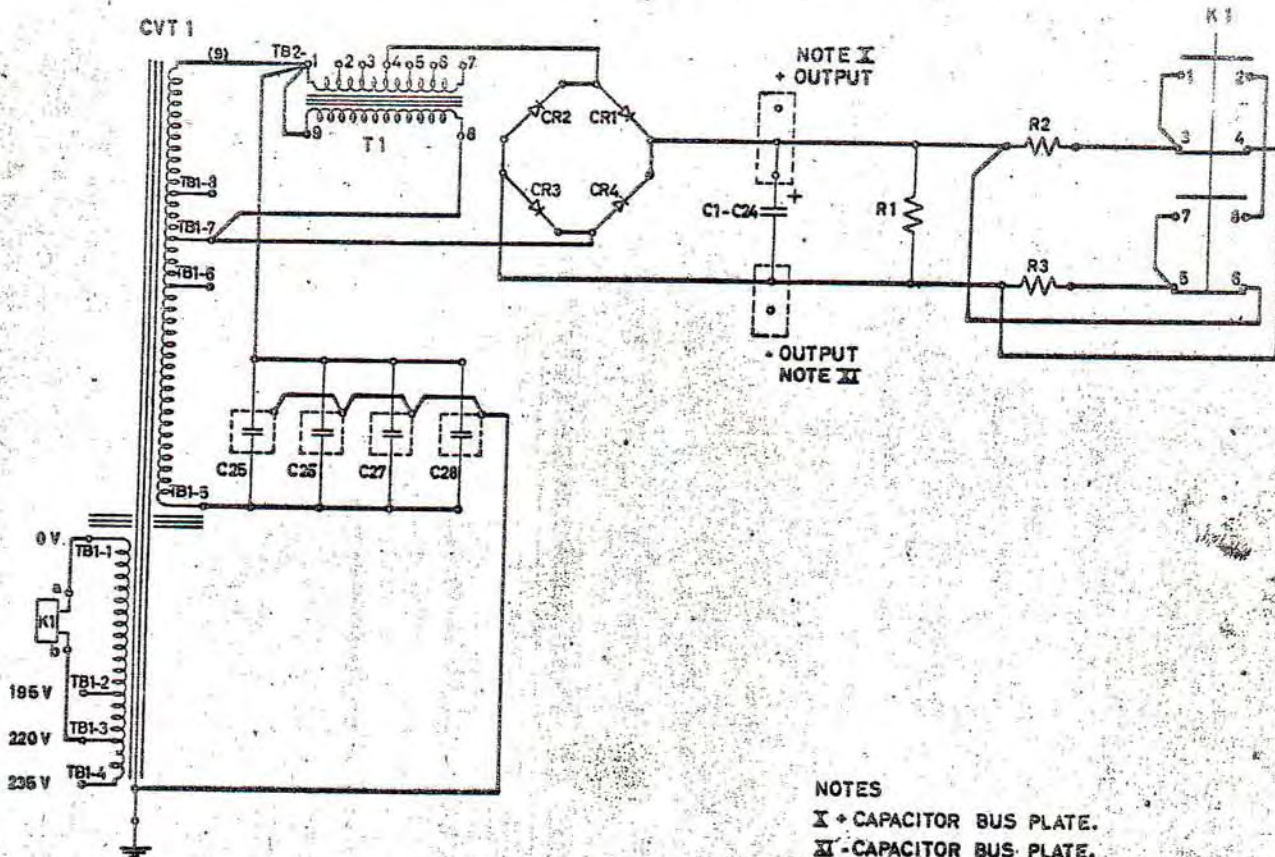 CVT 1
K 1
(9)
TB2-
1 2 3 4 5 6 7
9 8
T1
CR2 CR1
CR3 CR4
NOTE X
+ OUTPUT
C1-C24
+
R1
R2
R3
1 2
3 4
7 8
5 6
- OUTPUT
NOTE XI
TB1-8
TB1-7
TB1-6
TB1-5
C25 C26 C27 C28
0 V
TB1-1
a
K1
b
195 V
TB1-2
220 V
TB1-3
235 V
TB1-4
NOTES
X + CAPACITOR BUS PLATE.
XI - CAPACITOR BUS PLATE.